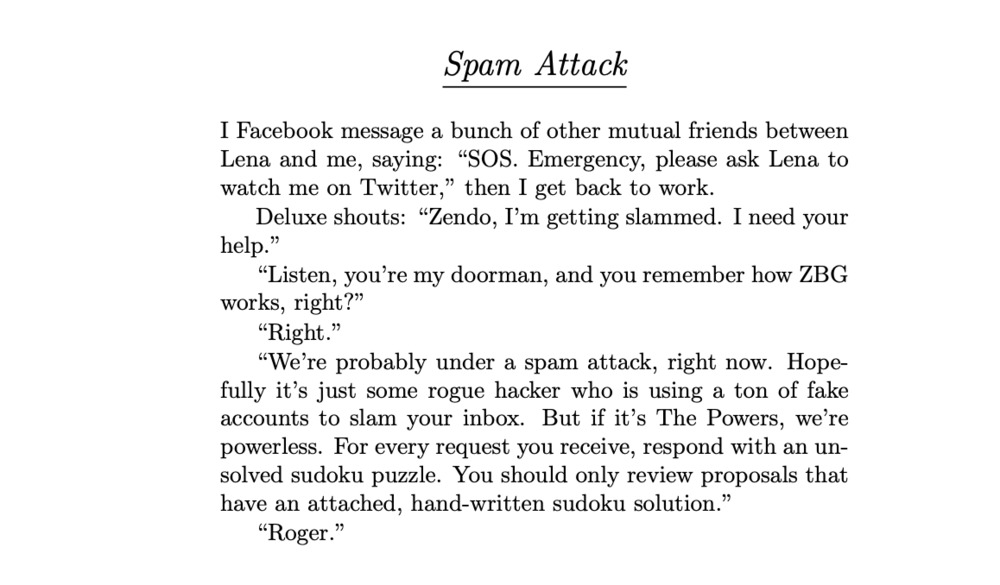 Spam Attack
I Facebook message a bunch of other mutual friends between
Lena and me, saying: “SOS. Emergency, please ask Lena to
watch me on Twitter,” then I get back to work.
Deluxe shouts: “Zendo, I’m getting slammed. I need your
help.”
“Listen, you’re my doorman, and you remember how ZBG
works, right?”
“Right.”
“We’re probably under a spam attack, right now. Hope-
fully it’s just some rogue hacker who is using a ton of fake
accounts to slam your inbox. But if it’s The Powers, we’re
powerless. For every request you receive, respond with an un-
solved sudoku puzzle. You should only review proposals that
have an attached, hand-written sudoku solution.”
“Roger.”